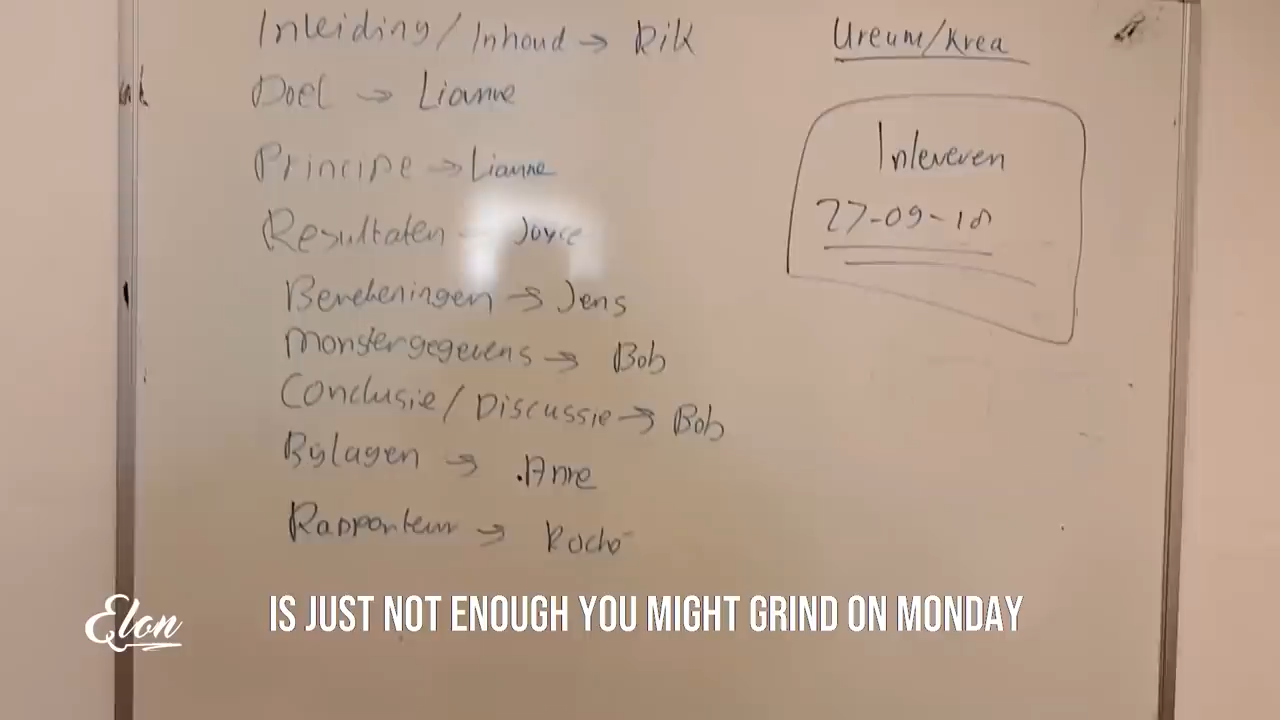 Inleiding/Inhoud → Rik
Doel → Lianne
Principe → Lianne
Resultaten - Joyce
Berekeningen → Jens
Monstergegevens → Bob
Conclusie/Discussie → Bob
Bijlagen → Anne
Rapporteur →
Ureum/Krea
Inleveren
27-09-18
Elon
IS JUST NOT ENOUGH YOU MIGHT GRIND ON MONDAY